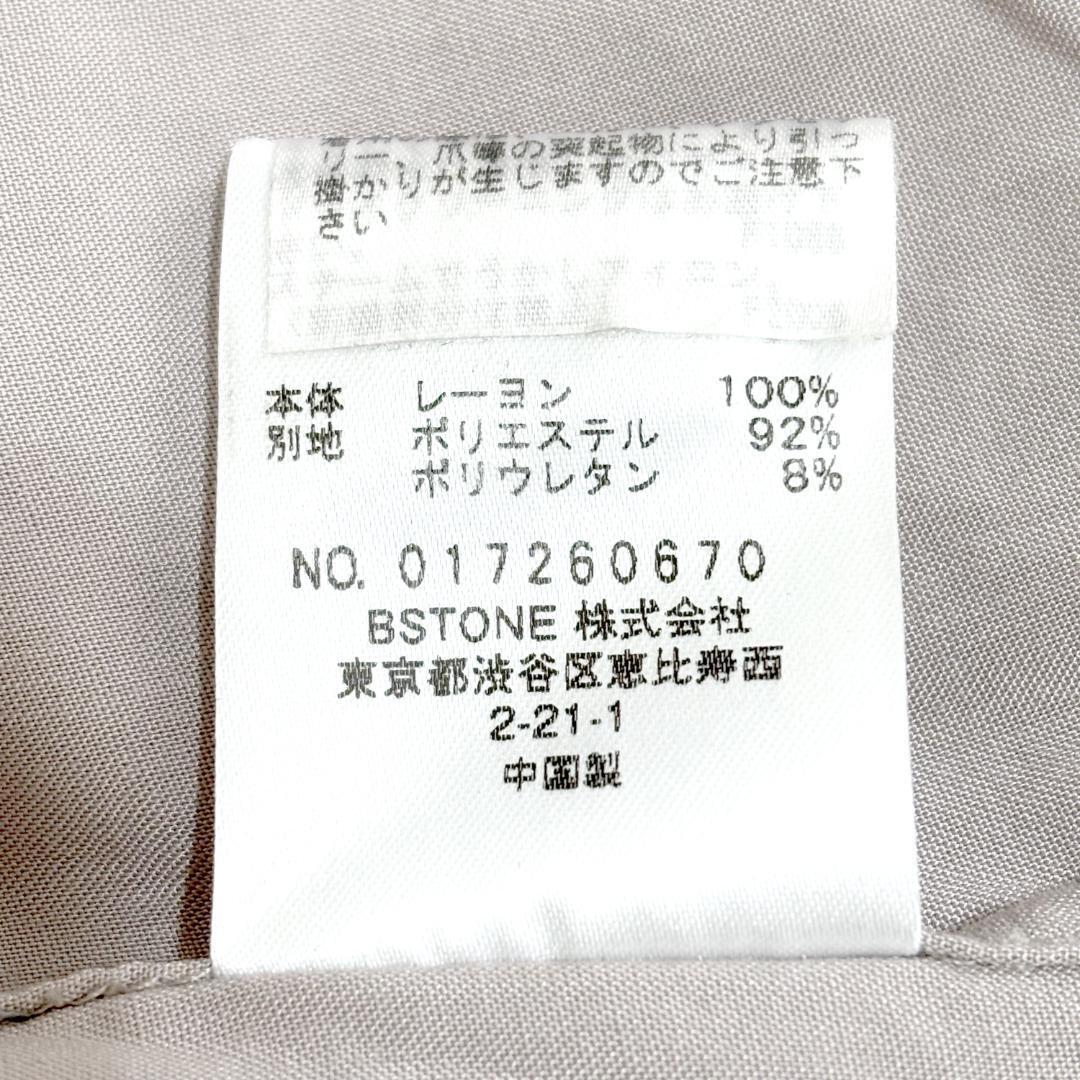 リー、爪等の突起物により引っ
掛かりが生じますのでご注意下
さい
本体 レーヨン 100%
別地 ポリエステル 92%
ポリウレタン 8%
NO. 017260670
BSTONE 株式会社
東京都渋谷区恵比寿西
2-21-1
中国製